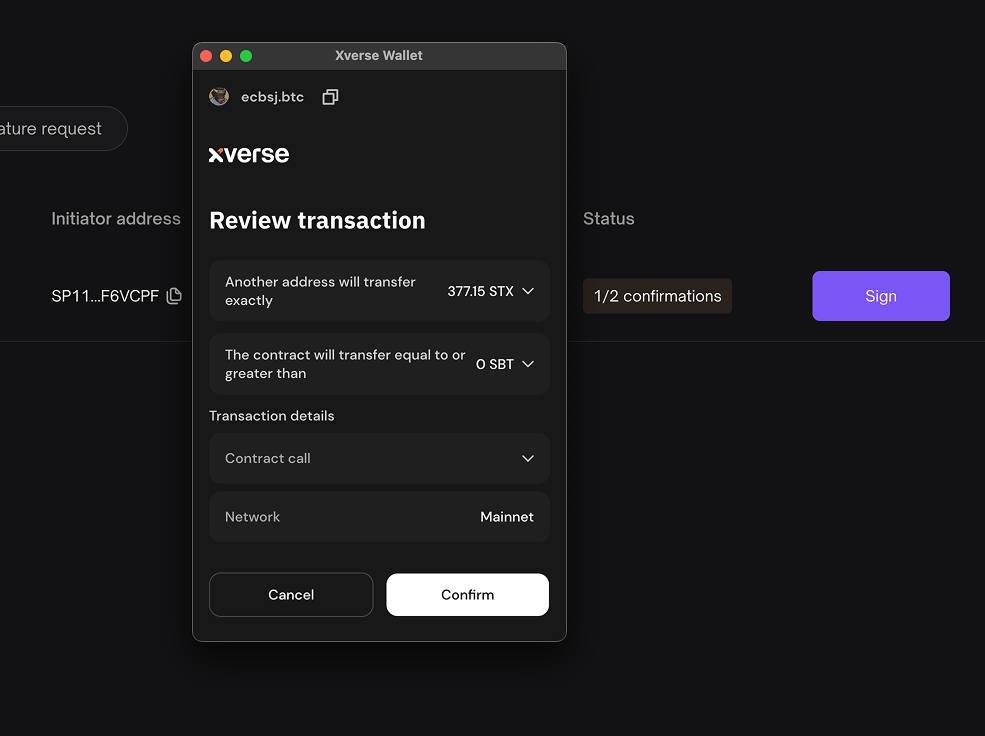 Xverse Wallet
ecbsj.btc
ature request
xverse
Initiator address
Review transaction
Status
Another address will transfer
exactly
377.15 STX
SP11...F6VCPF
1/2 confirmations
Sign
The contract will transfer equal to or
greater than
0 SBT
Transaction details
Contract call
Network
Mainnet
Cancel
Confirm